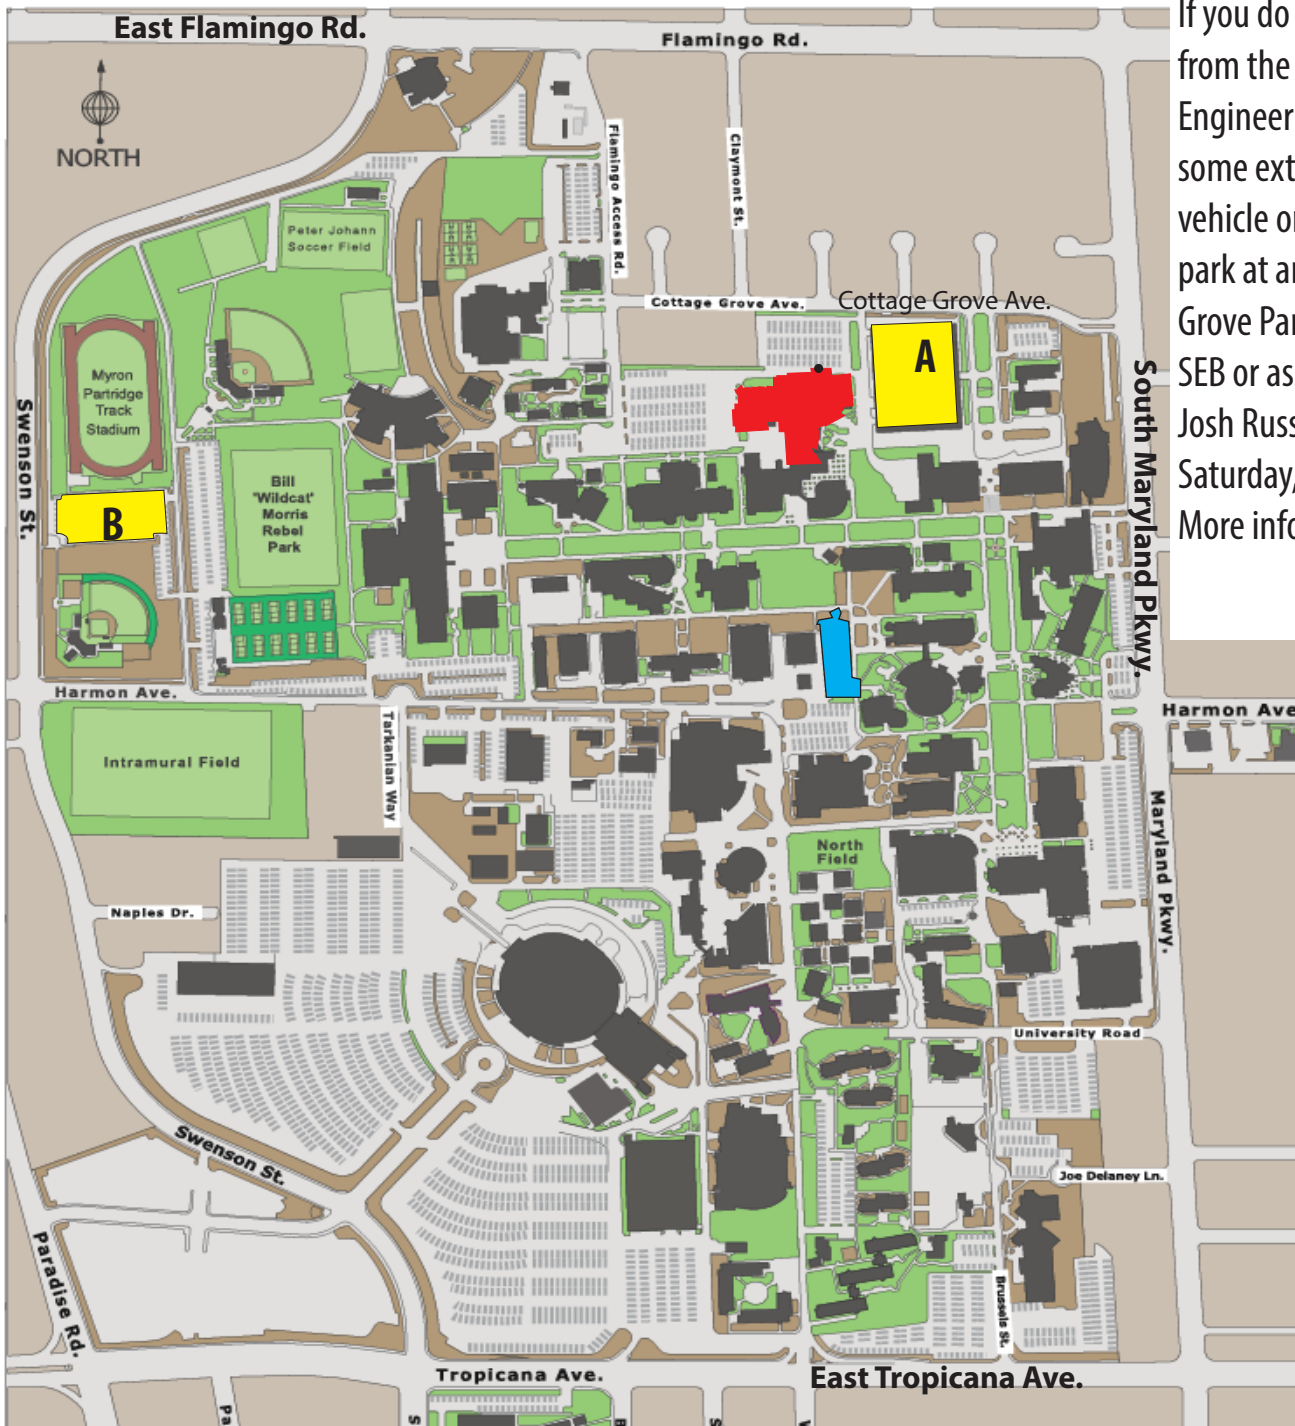 East Flamingo Rd.
Flamingo Rd.
If you do
from the
Engineer
some ext
vehicle or
park at an
Grove Par
SEB or as
Josh Russ
Saturday,
More info
NORTH
Flamingo Access Rd.
Claymont St.
Peter Johann
Soccer Field
Cottage Grove Ave.
Cottage Grove Ave.
A
South Maryland Pkwy.
Myron
Partridge
Track
Stadium
Swenson St.
Bill
'Wildcat'
Morris
Rebel
Park
B
Harmon Ave.
Harmon Ave
Tarkanian Way
Intramural Field
Maryland Pkwy.
North
Field
Naples Dr.
University Road
Swenson St.
Joe Delaney Ln.
Paradise Rd.
Brussels St.
Tropicana Ave.
East Tropicana Ave.
Pa
S
B
S